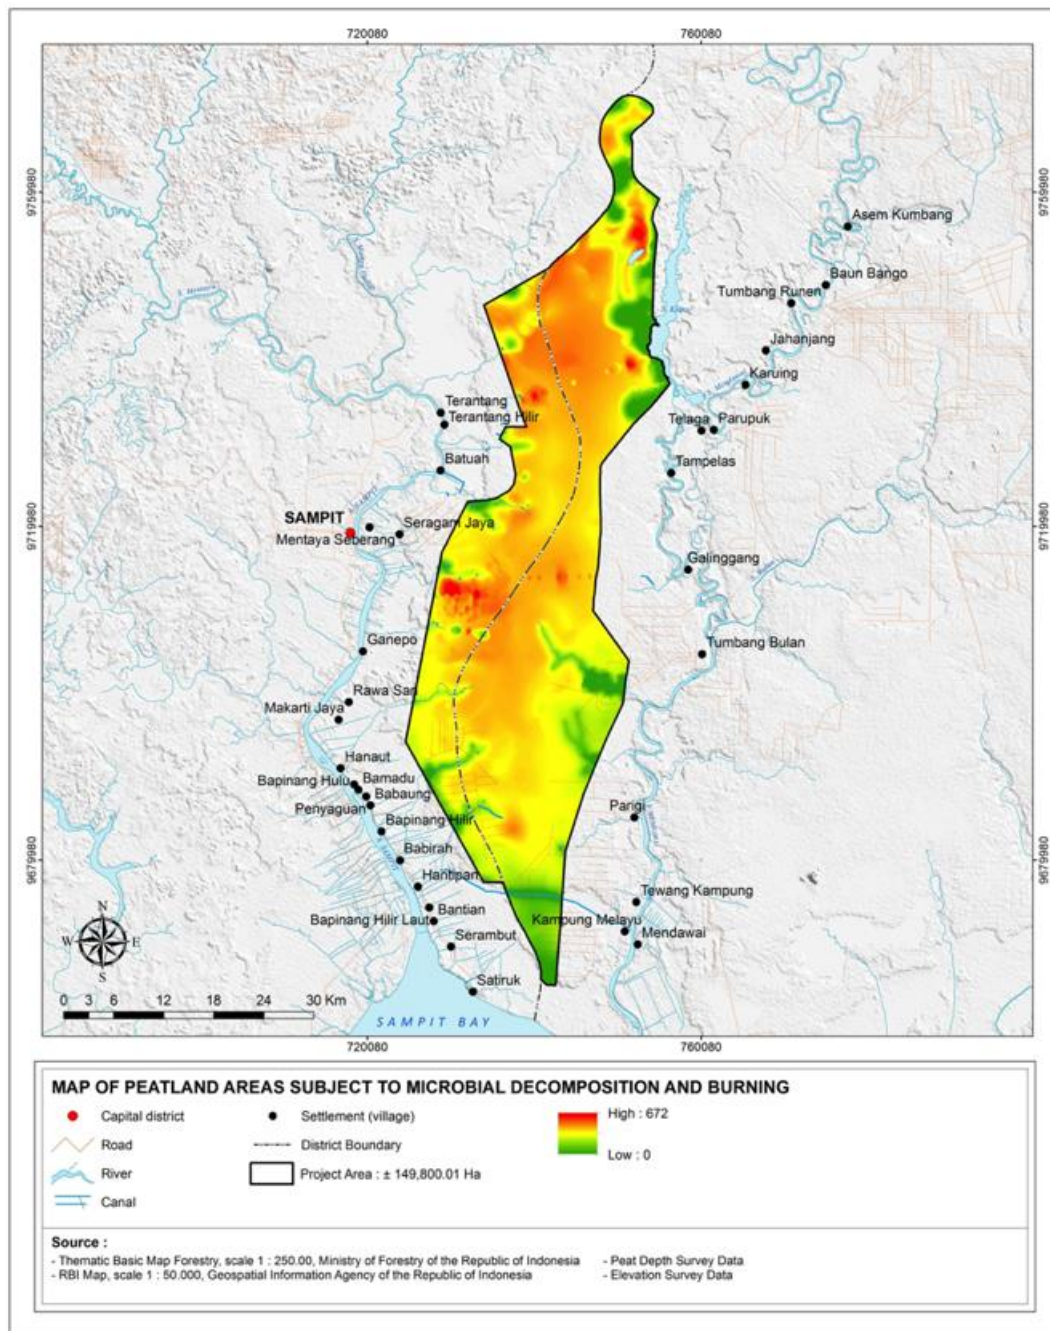 720080
760080
9759980
9759980
Asem Kumbang
Baun Bango
Tumbang Runen
Jahanjang
Karuing
Terantang
Terantang Hilir
Telaga
Parupuk
Batuah
Tampelas
SAMPIT
Seragam Jaya
Mentaya Seberang
9719980
9719980
Galinggang
Ganepo
Tumbang Bulan
Rawa Sari
Makarti Jaya
Hanaut
Bapinang Hulu
Bamadu
Babaung
Penyaguan
Parigi
Bapinang Hilir
Babirah
9679980
9679980
Hantipan
Tewang Kampung
Bantian
Bapinang Hilir Laut
Kampung Melayu
Serambut
Mendawai
N
W
E
S
Satiruk
0 3 6 12 18 24 30 Km
SAMPIT BAY
720080
760080
MAP OF PEATLAND AREAS SUBJECT TO MICROBIAL DECOMPOSITION AND BURNING
Capital district
Settlement (village)
High : 672
Road
District Boundary
Low : 0
River
Project Area : ± 149,800.01 Ha
Canal
Source :
- Thematic Basic Map Forestry, scale 1 : 250.00, Ministry of Forestry of the Republic of Indonesia
- Peat Depth Survey Data
- RBI Map, scale 1 : 50.000, Geospatial Information Agency of the Republic of Indonesia
- Elevation Survey Data